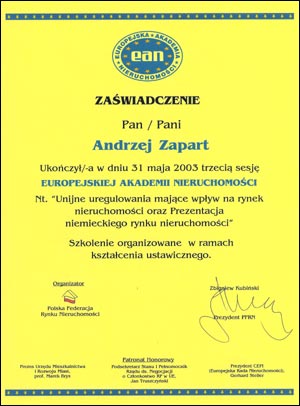 EUROPEJSKA AKADEMIA
ean
NIERUCHOMOŚCI
ZAŚWIADCZENIE
Pan / Pani
Andrzej Zapart
Ukończył/-a w dniu 31 maja 2003 trzecią sesję
EUROPEJSKIEJ AKADEMII NIERUCHOMOŚCI
Nt. "Unijne uregulowania mające wpływ na rynek
nieruchomości oraz Prezentacja
niemieckiego rynku nieruchomości"
Szkolenie organizowane w ramach
kształcenia ustawicznego.
Organizator
Polska Federacja
Rynku Nieruchomości
Zbigniew Kubiński
Prezydent PFRN
Patronat Honorowy
Prezes Urzędu Mieszkalnictwa
i Rozwoju Miast
prof. Marek Bryx
Podsekretarz Stanu i Pełnomocnik
Rządu ds. Negocjacji
o Członkostwo RP w UE,
Jan Truszczyński
Prezydent CEPI
(Europejska Rada Nieruchomości),
Gerhard Steller